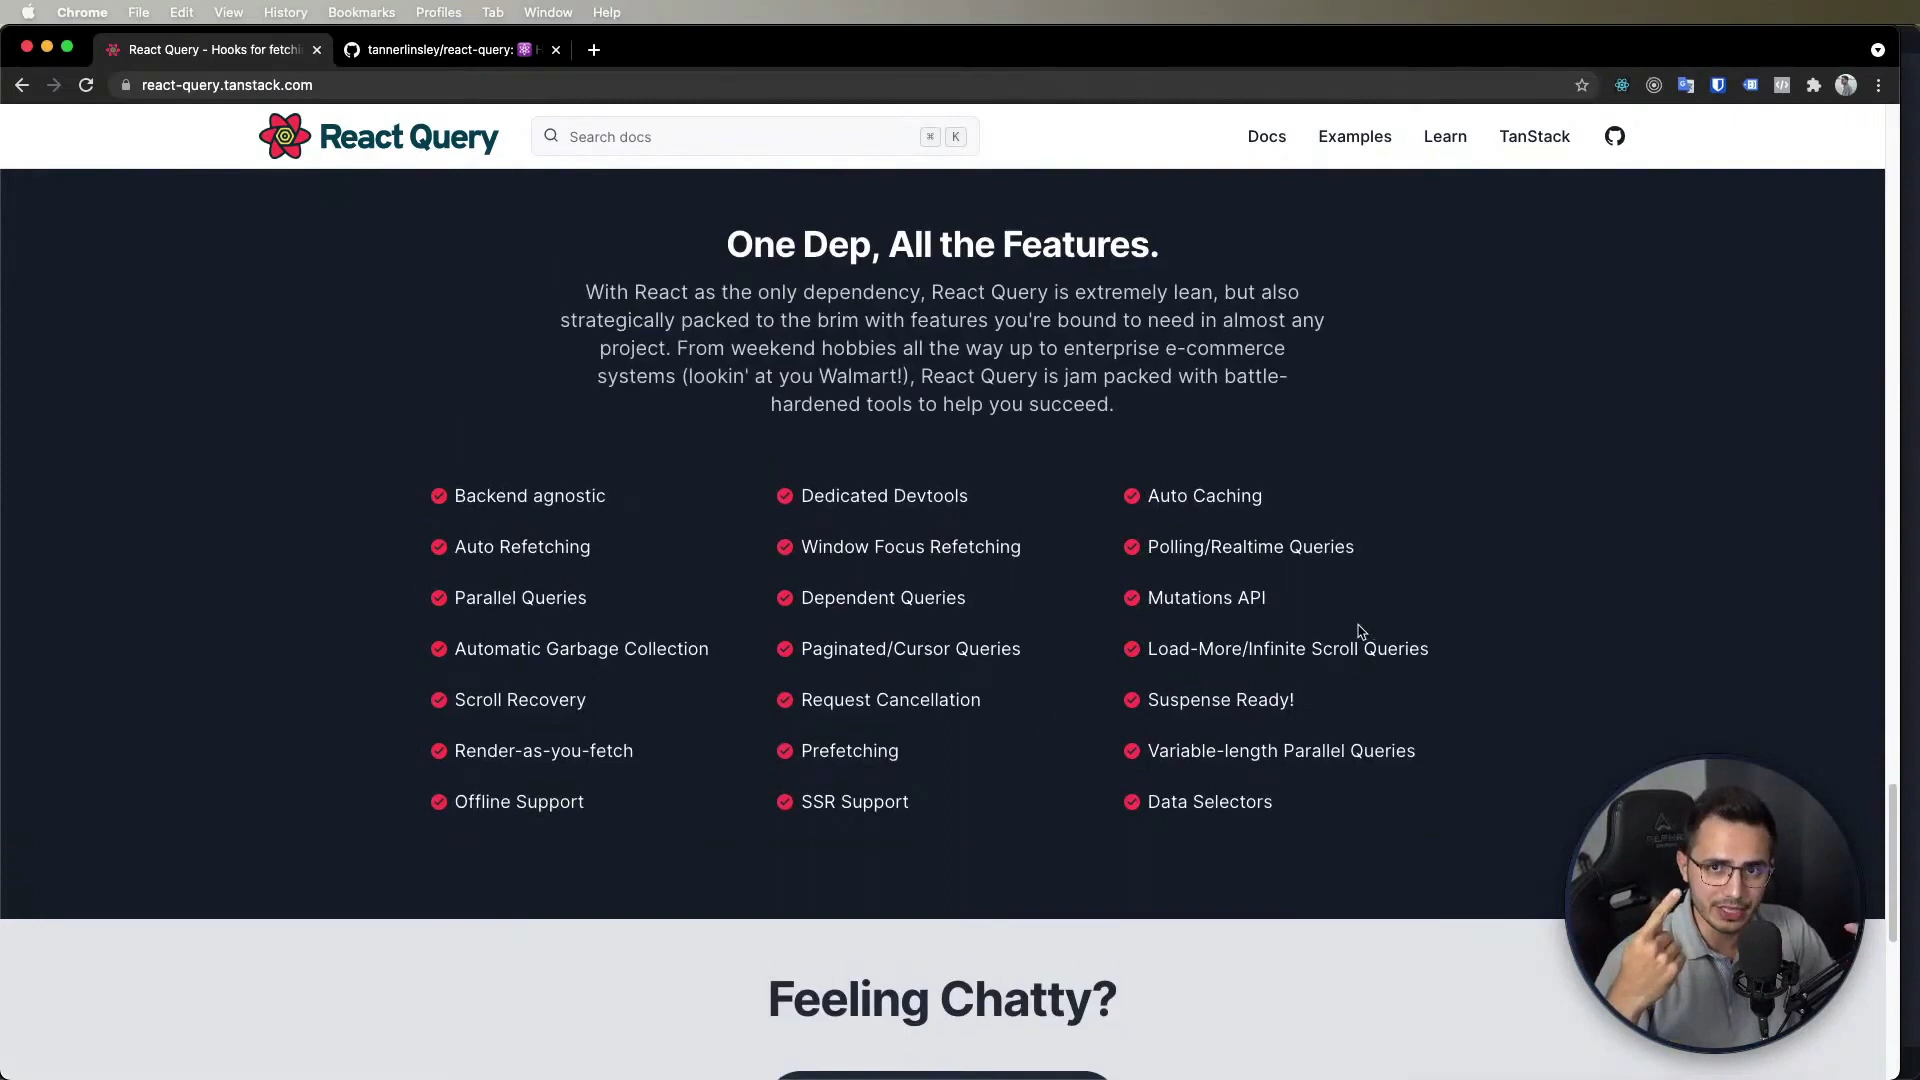 Chrome File Edit View History Bookmarks Profiles Tab Window Help
React Query - Hooks for fetchi
tannerlinsley/react-query: ⚛️ H
react-query.tanstack.com
React Query
Search docs
⌘ K
Docs Examples Learn TanStack
One Dep, All the Features.
With React as the only dependency, React Query is extremely lean, but also
strategically packed to the brim with features you're bound to need in almost any
project. From weekend hobbies all the way up to enterprise e-commerce
systems (lookin' at you Walmart!), React Query is jam packed with battle-
hardened tools to help you succeed.
Backend agnostic Dedicated Devtools Auto Caching
Auto Refetching Window Focus Refetching Polling/Realtime Queries
Parallel Queries Dependent Queries Mutations API
Automatic Garbage Collection Paginated/Cursor Queries Load-More/Infinite Scroll Queries
Scroll Recovery Request Cancellation Suspense Ready!
Render-as-you-fetch Prefetching Variable-length Parallel Queries
Offline Support SSR Support Data Selectors
Feeling Chatty?